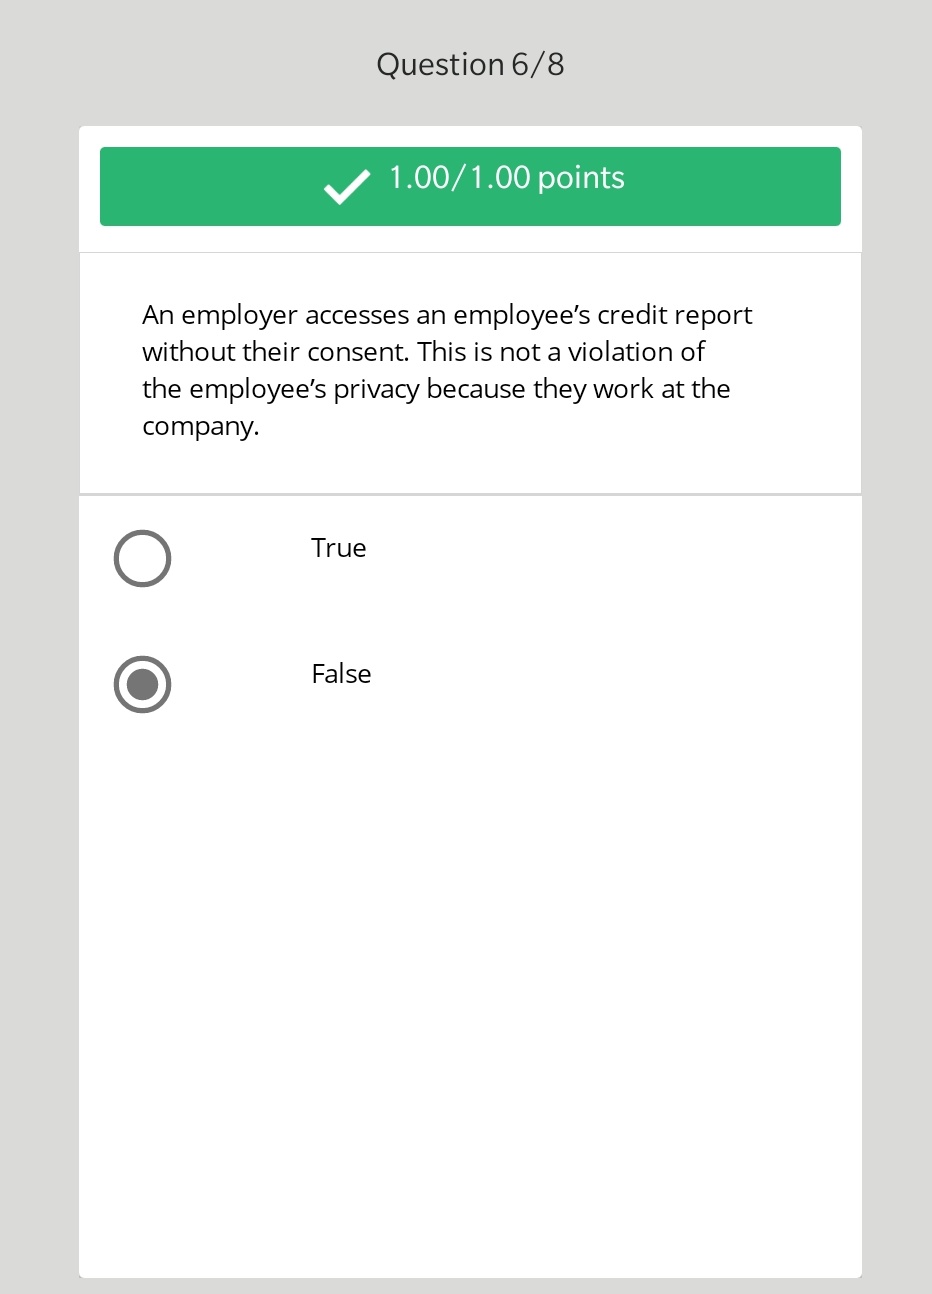 Question 6/8
1.00/1.00 points
An employer accesses an employee’s credit report
without their consent. This is not a violation of
the employee’s privacy because they work at the
company.
True
False